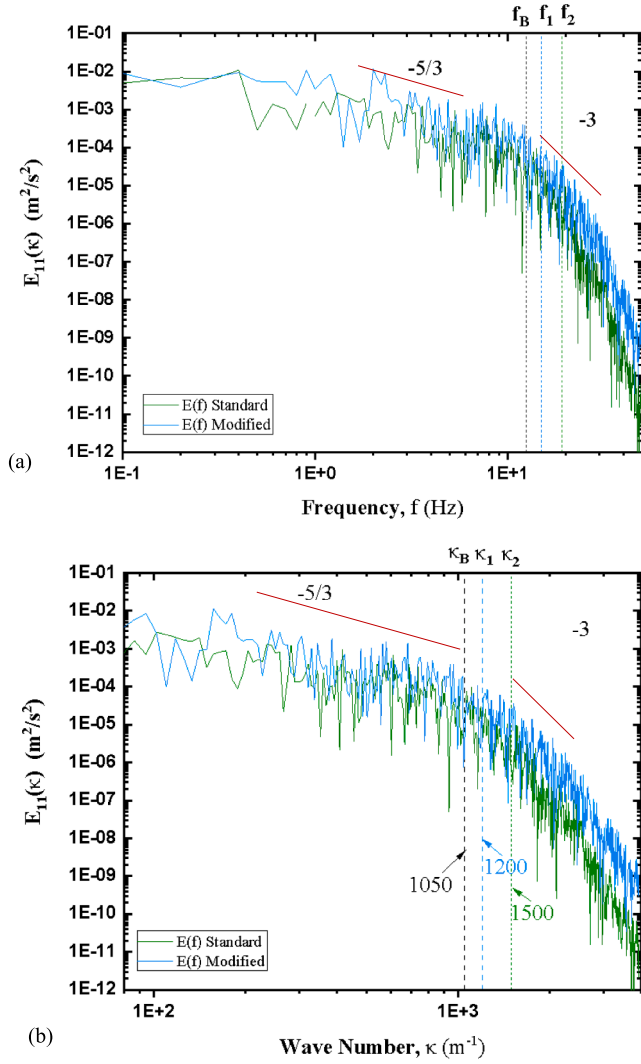 f_B f_1 f_2
1E-01
-5/3
1E-02
1E-03
-3
1E-04
1E-05
1E-06
1E-07
1E-08
1E-09
1E-10
1E-11
1E-12
E₁₁(κ) (m²/s²)
E(f) Standard
E(f) Modified
1E-1 1E+0 1E+1
(a)
Frequency, f (Hz)
κ_B κ_1 κ_2
1E-01
-5/3
1E-02
-3
1E-03
1E-04
1E-05
1E-06
1E-07
1E-08
1E-09
1E-10
1E-11
1E-12
E₁₁(κ) (m²/s²)
1200
1050
1500
E(f) Standard
E(f) Modified
1E+2 1E+3
(b)
Wave Number, κ (m⁻¹)